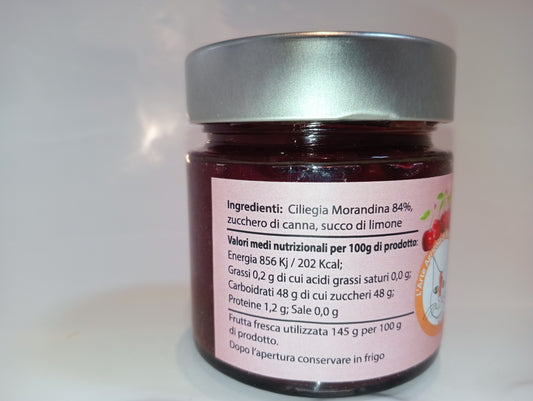 Ingredienti: Ciliegia Morandina 84%,
zucchero di canna, succo di limone
Valori medi nutrizionali per 100g di prodotto:
Energia 856 Kj / 202 Kcal;
Grassi 0,2 g di cui acidi grassi saturi 0,0 g;
Carboidrati 48 g di cui zuccheri 48 g;
Proteine 1,2 g; Sale 0,0 g
Frutta fresca utilizzata 145 g per 100 g
di prodotto.
Dopo l'apertura conservare in frigo
L'Arte